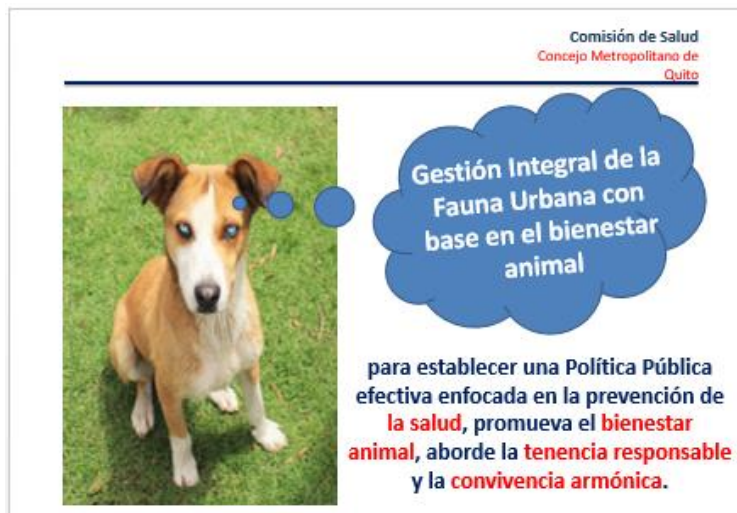 Comisión de Salud
Concejo Metropolitano de
Quito
Gestión Integral de la
Fauna Urbana con
base en el bienestar
animal
para establecer una Política Pública
efectiva enfocada en la prevención de
la salud, promueva el bienestar
animal, aborde la tenencia responsable
y la convivencia armónica.